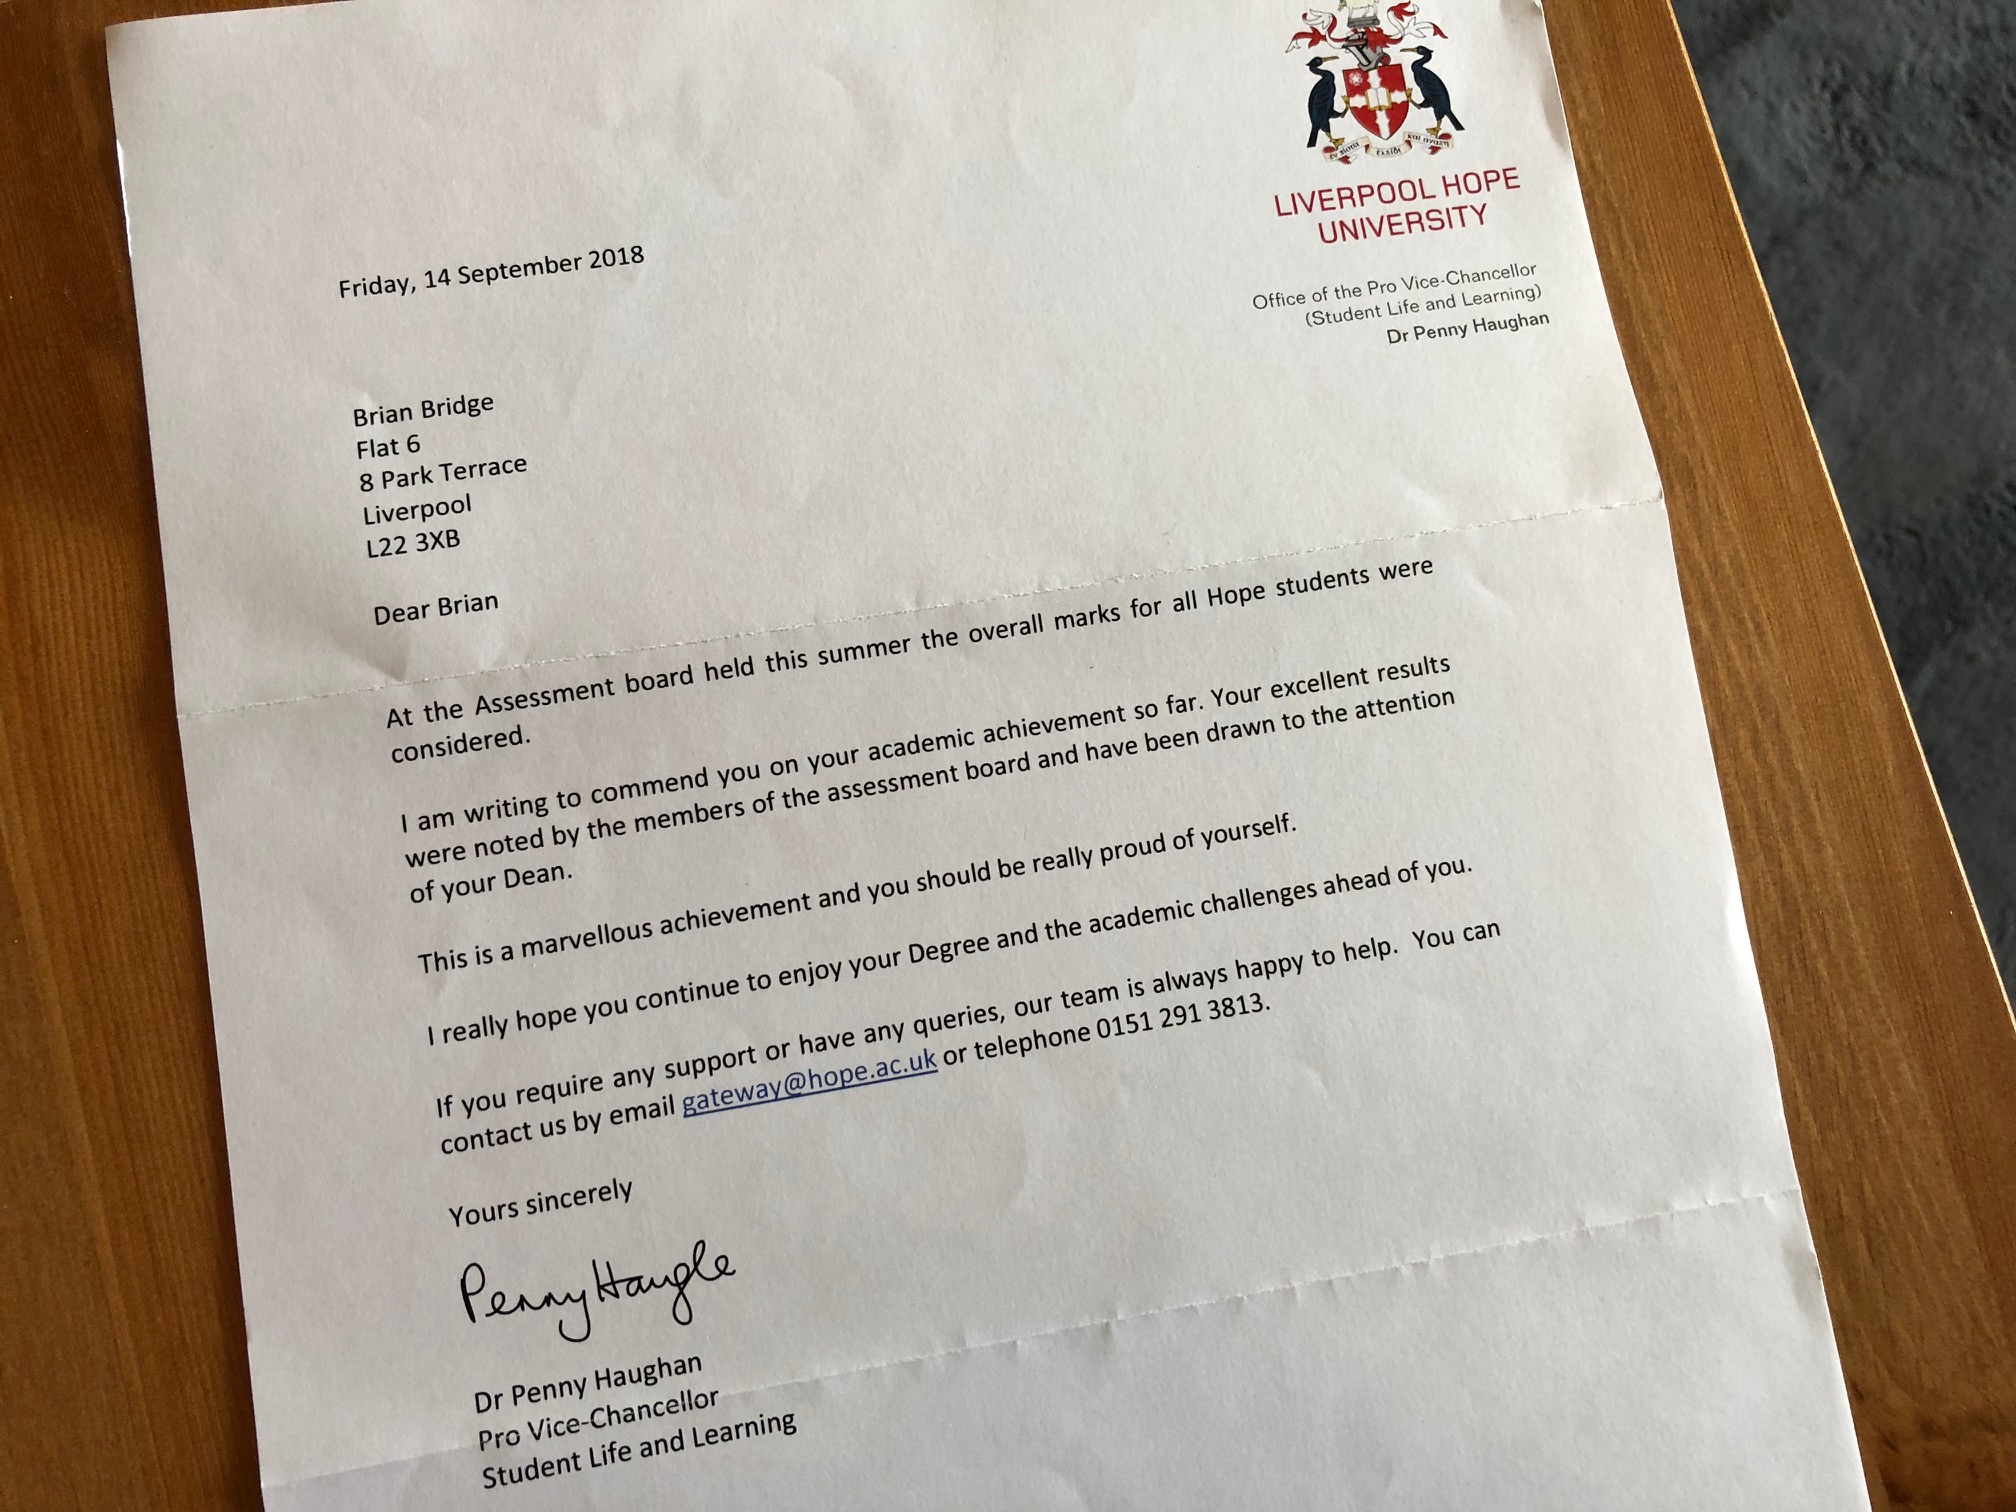 LIVERPOOL HOPE
UNIVERSITY
Office of the Pro Vice-Chancellor
(Student Life and Learning)
Dr Penny Haughan
Friday, 14 September 2018
Brian Bridge
Flat 6
8 Park Terrace
Liverpool
L22 3XB
Dear Brian
At the Assessment board held this summer the overall marks for all Hope students were
considered.
I am writing to commend you on your academic achievement so far. Your excellent results
were noted by the members of the assessment board and have been drawn to the attention
of your Dean.
This is a marvellous achievement and you should be really proud of yourself.
I really hope you continue to enjoy your Degree and the academic challenges ahead of you.
If you require any support or have any queries, our team is always happy to help. You can
contact us by email gateway@hope.ac.uk or telephone 0151 291 3813.
Yours sincerely
Penny
Dr Penny Haughan
Pro Vice-Chancellor
Student Life and Learning